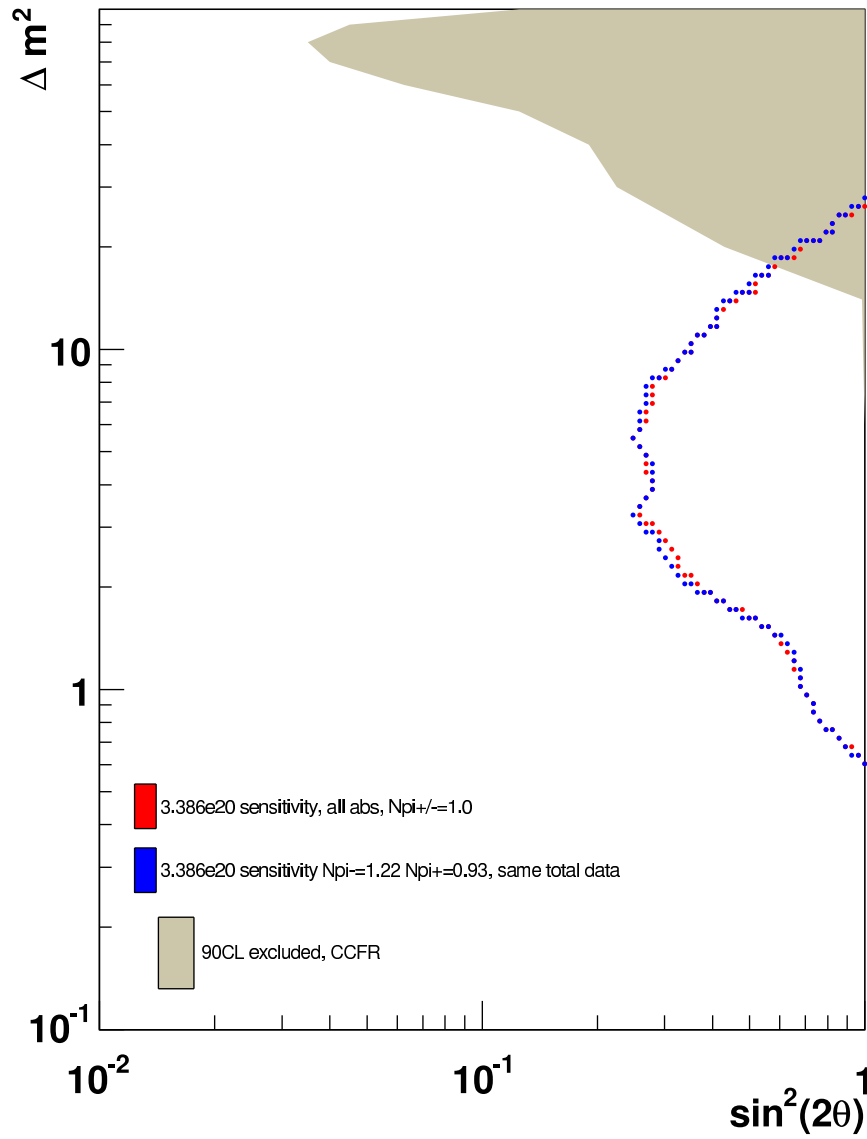 Δ m²
10
1
10⁻¹
3.386e20 sensitivity, all abs, Npi+/-=1.0
3.386e20 sensitivity Npi-=1.22 Npi+=0.93, same total data
90CL excluded, CCFR
10⁻² 10⁻¹ 1
sin²(2θ)